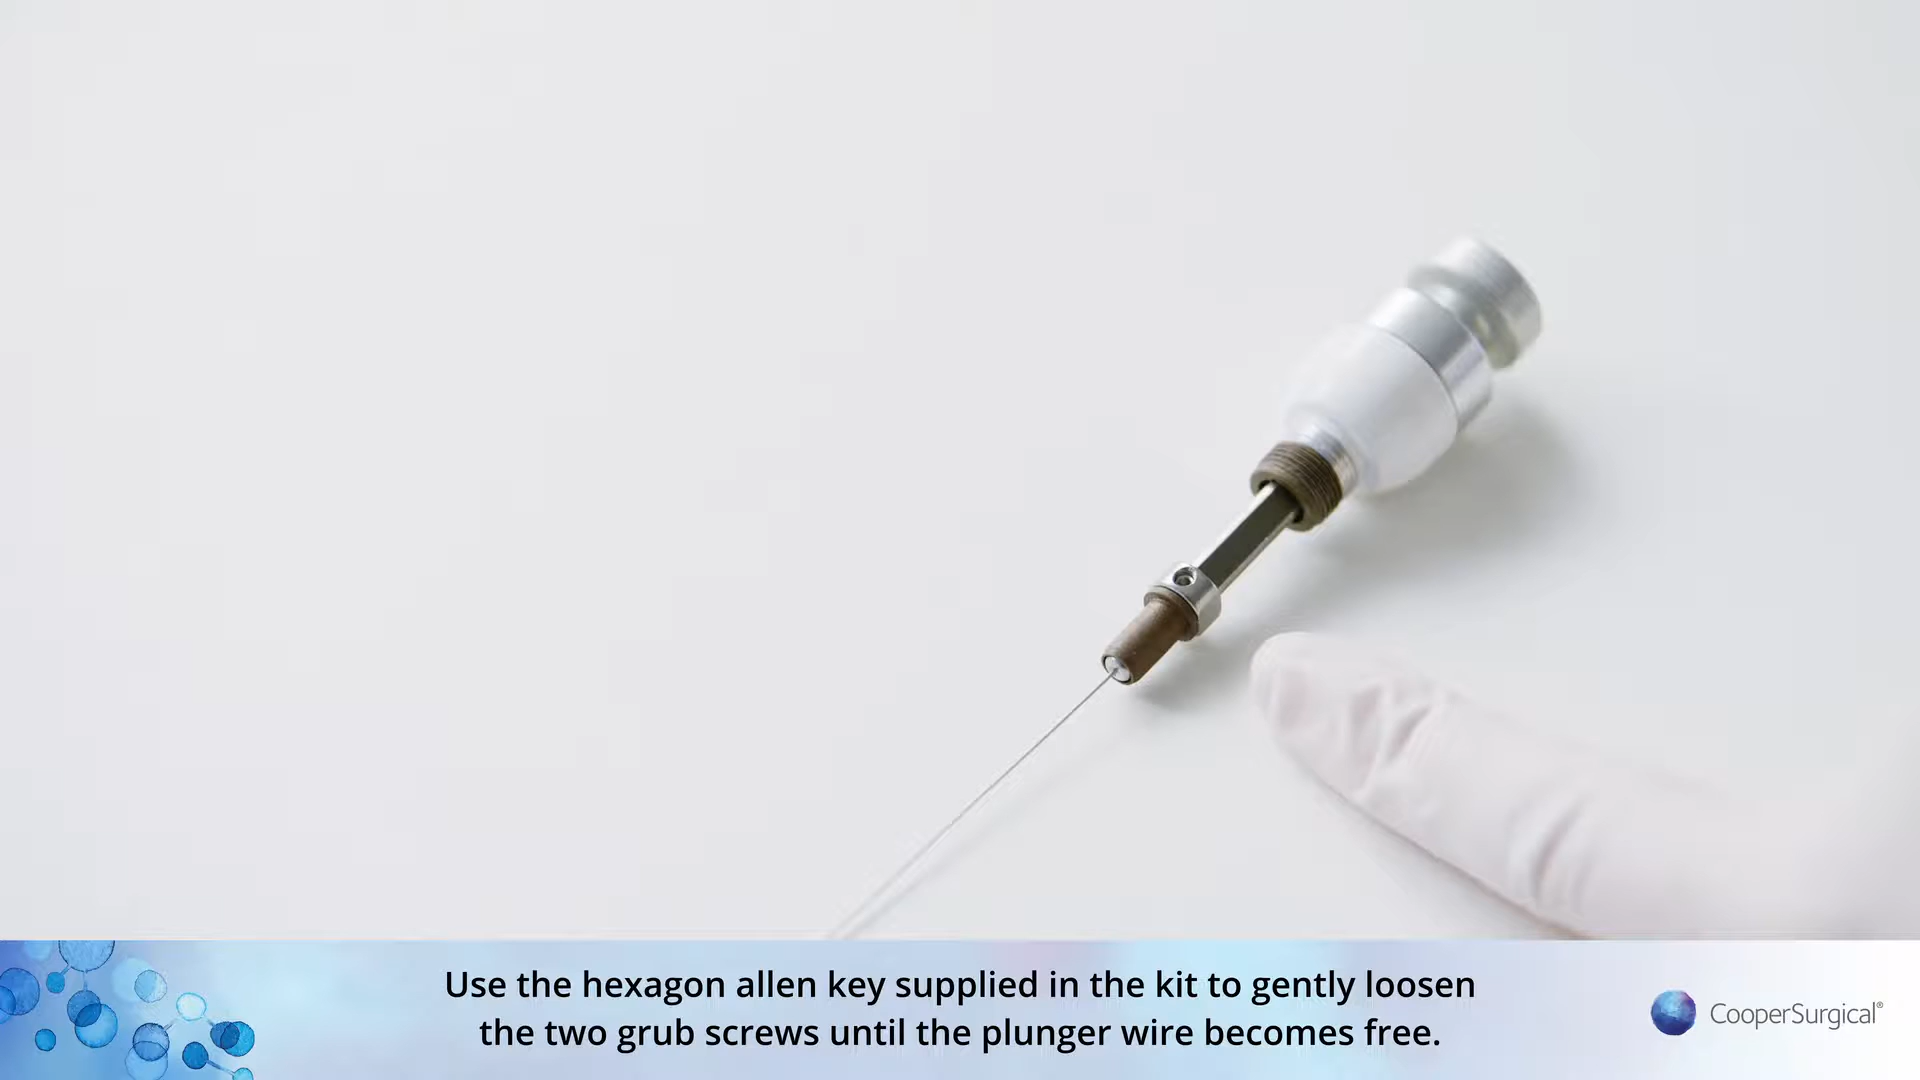 Use the hexagon allen key supplied in the kit to gently loosen
the two grub screws until the plunger wire becomes free.
CooperSurgical®